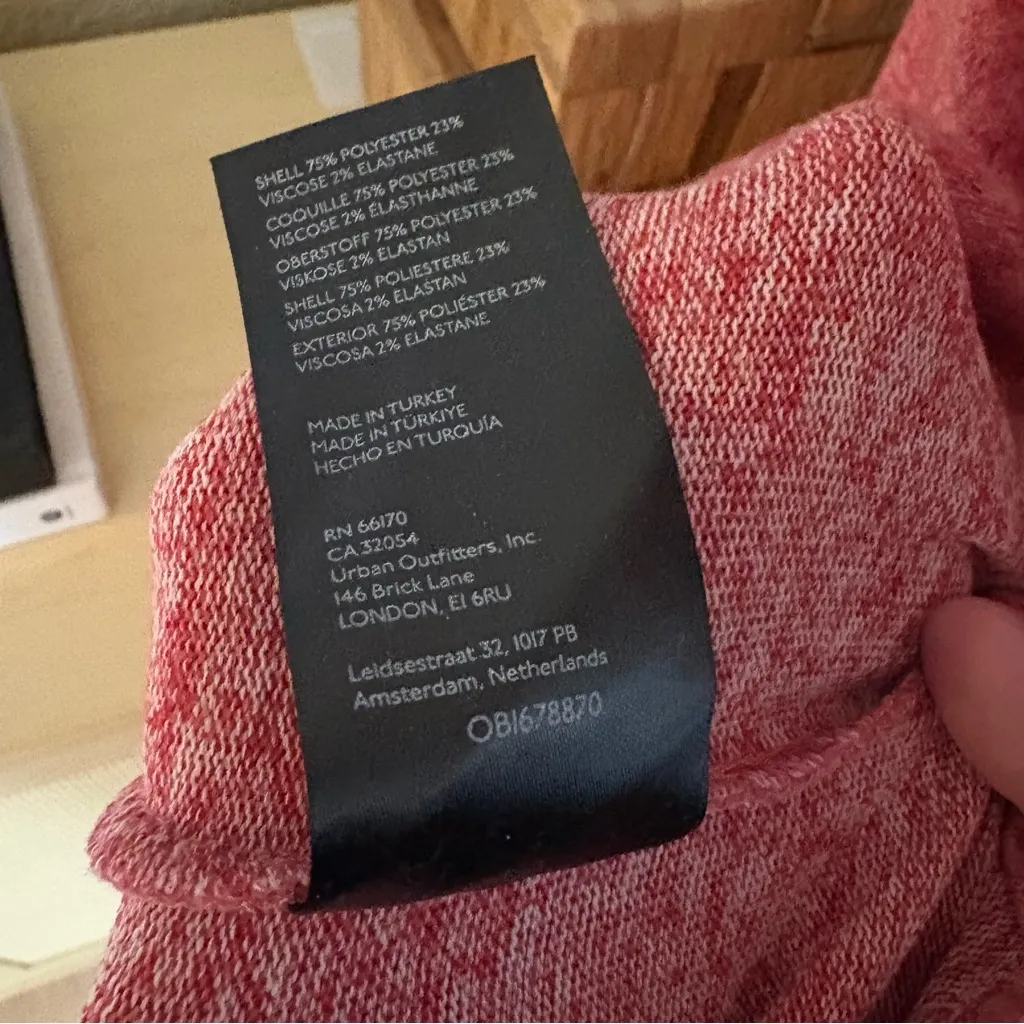 SHELL 75% POLYESTER 23%
VISCOSE 2% ELASTANE
COQUILLE 75% POLYESTER 23%
VISCOSE 2% ÉLASTHANNE
OBERSTOFF 75% POLYESTER 23%
VISKOSE 2% ELASTAN
SHELL 75% POLIESTERE 23%
VISCOSA 2% ELASTAN
EXTERIOR 75% POLIÉSTER 23%
VISCOSA 2% ELASTANE
MADE IN TURKEY
MADE IN TÜRKIYE
HECHO EN TURQUÍA
RN 66170
CA 32054
Urban Outfitters, Inc.
146 Brick Lane
LONDON, E1 6RU
Leidsestraat 32, 1017 PB
Amsterdam, Netherlands
OB1678870